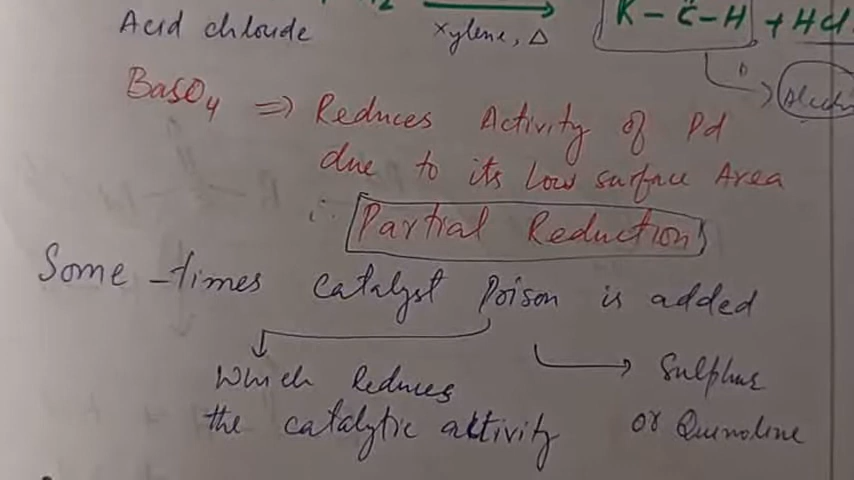 Acid chloride
xylene, Δ
R - C - H + HCl
BaSO4 => Reduces Activity of Pd
due to its low surface Area
∴ Partial Reduction
Some-times catalyst Poison is added
Which Reduces
the catalytic activity
Sulphur
or Quinoline